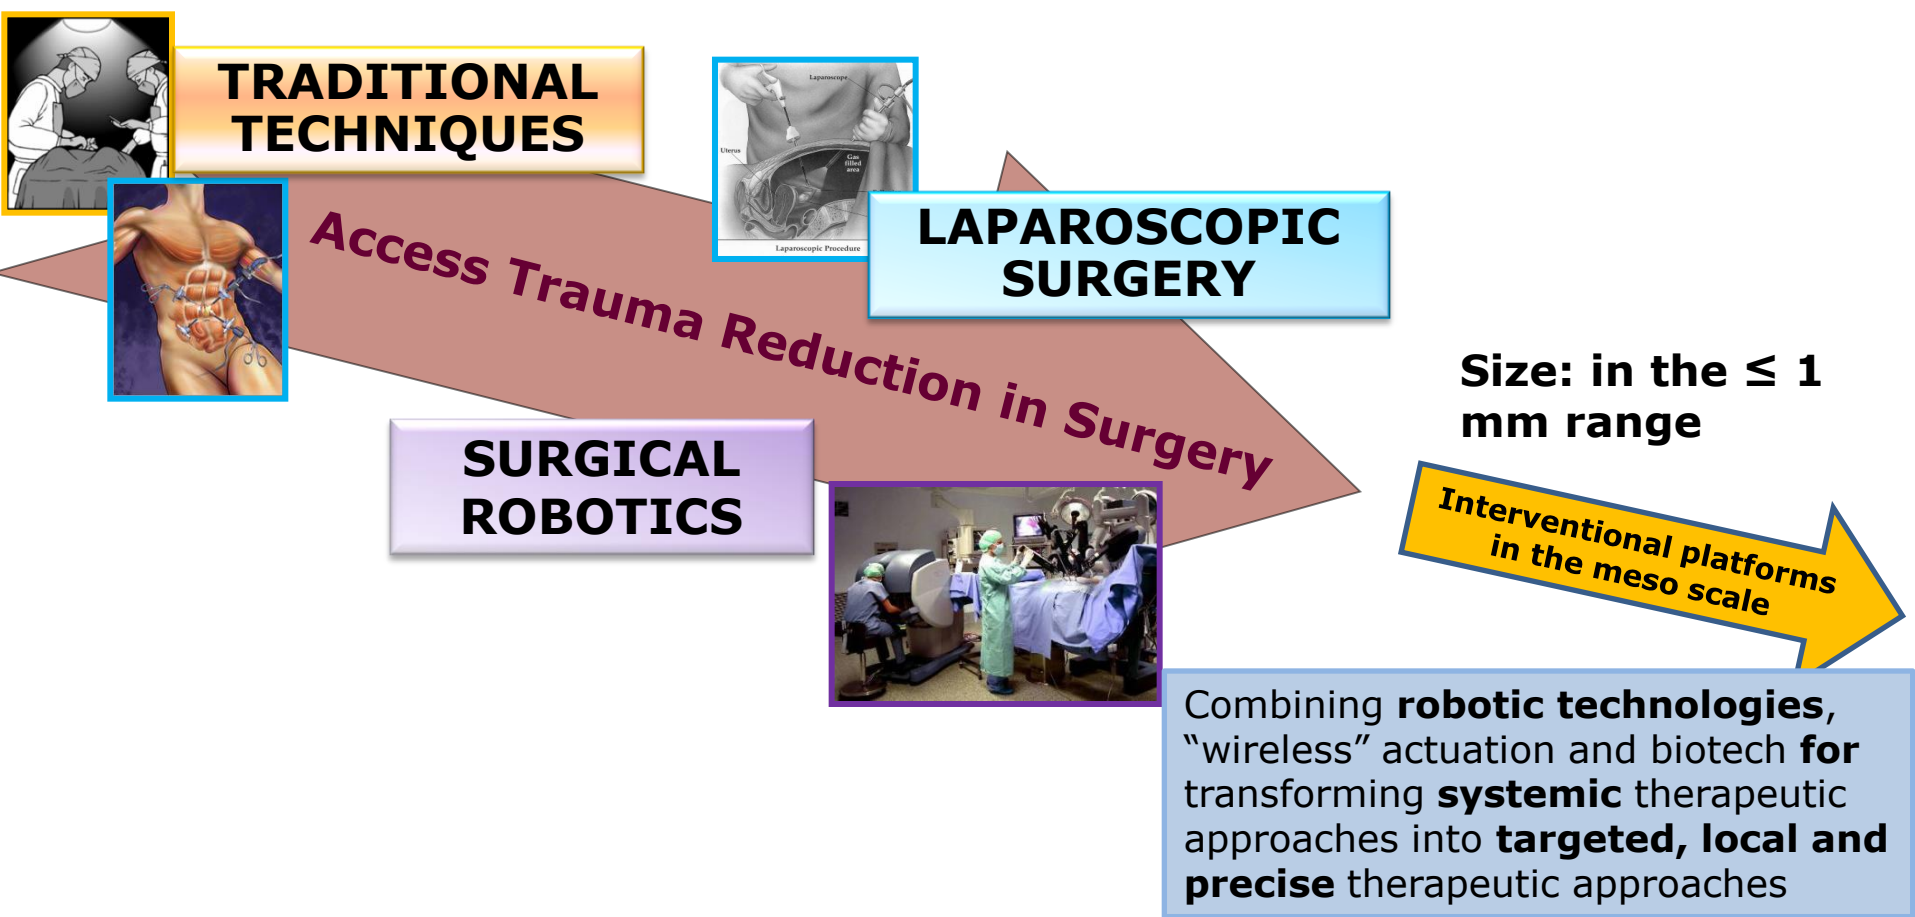 TRADITIONAL
TECHNIQUES
Laparoscope
Uterus
Gas
filled
area
Laparoscopic Procedure
LAPAROSCOPIC
SURGERY
Access Trauma Reduction in Surgery
SURGICAL
ROBOTICS
Size: in the ≤ 1
mm range
Interventional platforms
in the meso scale
Combining robotic technologies,
“wireless” actuation and biotech for
transforming systemic therapeutic
approaches into targeted, local and
precise therapeutic approaches